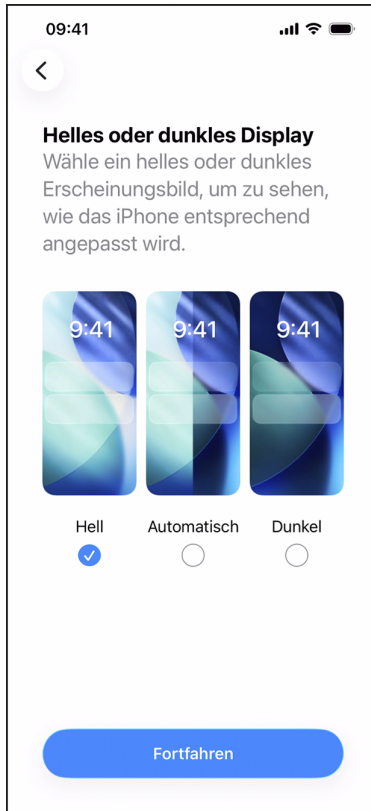 09:41
Helles oder dunkles Display
Wähle ein helles oder dunkles
Erscheinungsbild, um zu sehen,
wie das iPhone entsprechend
angepasst wird.
9:41 9:41 9:41
Hell Automatisch Dunkel
Fortfahren